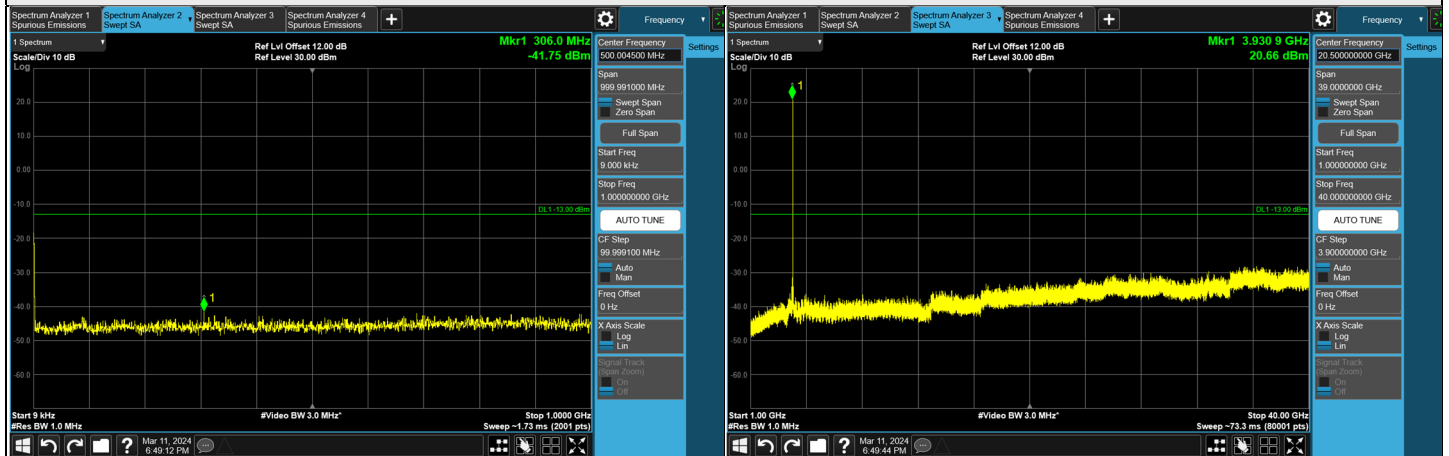 Spectrum Analyzer 1
Spurious Emissions
Spectrum Analyzer 2
Swept SA
Spectrum Analyzer 3
Swept SA
Spectrum Analyzer 4
Spurious Emissions
+
Frequency
1 Spectrum
Scale/Div 10 dB
Log
Ref Lvl Offset 12.00 dB
Ref Level 30.00 dBm
Mkr1 306.0 MHz
-41.75 dBm
20.0
10.0
0.00
-10.0
-20.0
-30.0
-40.0
-50.0
-60.0
DL1 -13.00 dBm
1
Start 9 kHz
#Res BW 1.0 MHz
#Video BW 3.0 MHz*
Stop 1.0000 GHz
Sweep ~1.73 ms (2001 pts)
Center Frequency
500.004500 MHz
Span
999.991000 MHz
Swept Span
Zero Span
Full Span
Start Freq
9.000 kHz
Stop Freq
1.000000000 GHz
AUTO TUNE
CF Step
99.999100 MHz
Auto
Man
Freq Offset
0 Hz
X Axis Scale
Log
Lin
Signal Track
(Span Zoom)
On
Off
Settings
?
Mar 11, 2024
6:49:12 PM
Spectrum Analyzer 1
Spurious Emissions
Spectrum Analyzer 2
Swept SA
Spectrum Analyzer 3
Swept SA
Spectrum Analyzer 4
Spurious Emissions
+
Frequency
1 Spectrum
Scale/Div 10 dB
Log
Ref Lvl Offset 12.00 dB
Ref Level 30.00 dBm
Mkr1 3.930 9 GHz
20.66 dBm
20.0
10.0
0.00
-10.0
-20.0
-30.0
-40.0
-50.0
-60.0
DL1 -13.00 dBm
1
Start 1.00 GHz
#Res BW 1.0 MHz
#Video BW 3.0 MHz*
Stop 40.00 GHz
Sweep ~73.3 ms (80001 pts)
Center Frequency
20.500000000 GHz
Span
39.0000000 GHz
Swept Span
Zero Span
Full Span
Start Freq
1.000000000 GHz
Stop Freq
40.000000000 GHz
AUTO TUNE
CF Step
3.900000000 GHz
Auto
Man
Freq Offset
0 Hz
X Axis Scale
Log
Lin
Signal Track
(Span Zoom)
On
Off
Settings
?
Mar 11, 2024
6:49:44 PM